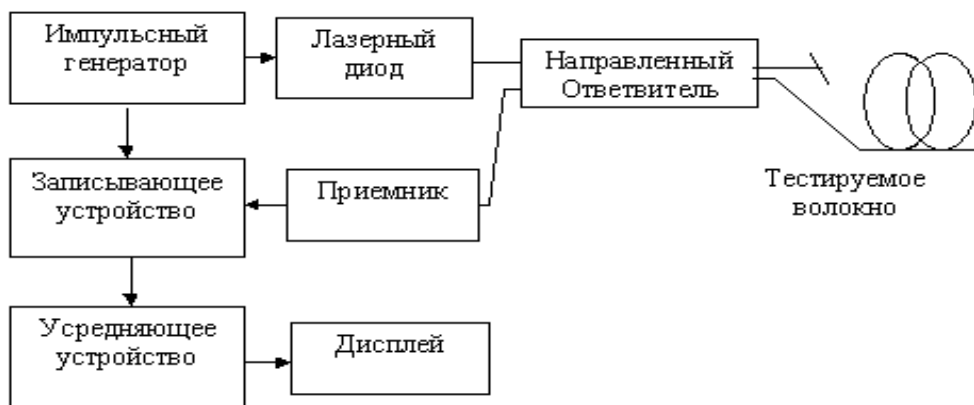 Импульсный
генератор
Лазерный
диод
Направленный
Ответвитель
Записывающее
устройство
Приемник
Тестируемое
волокно
Усредняющее
устройство
Дисплей